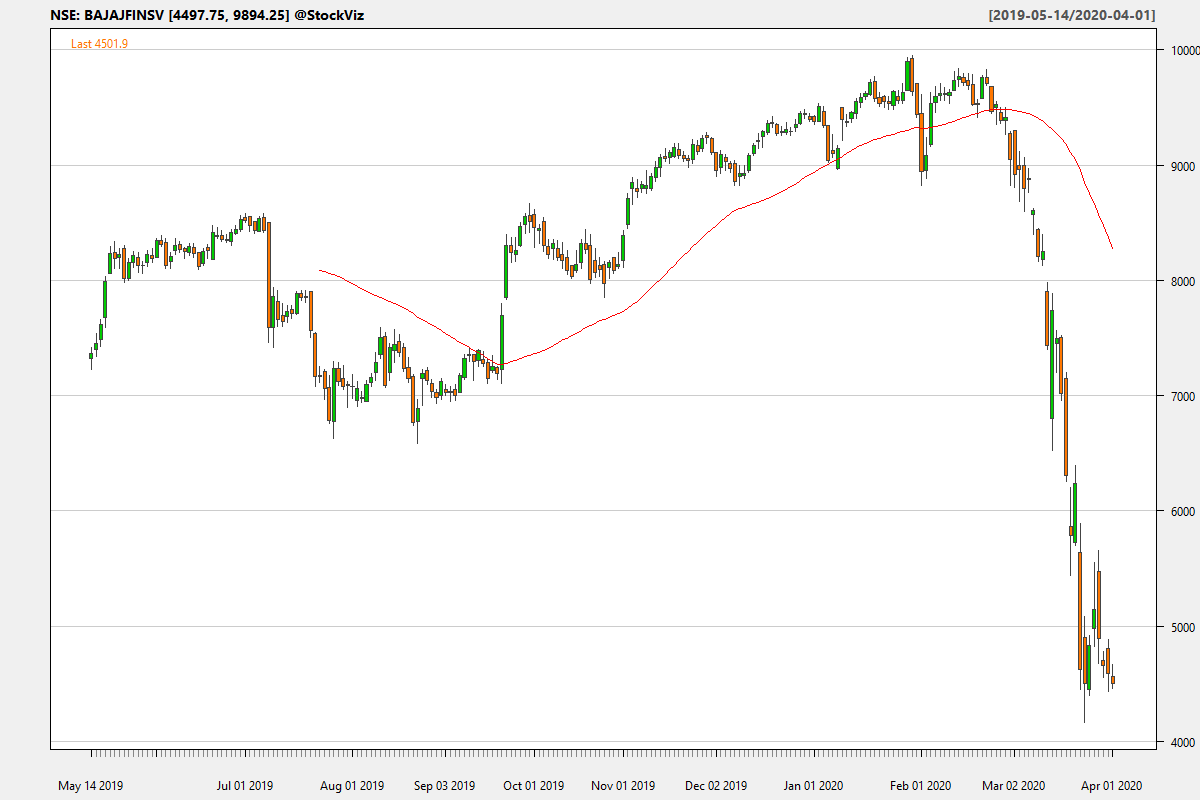 NSE: BAJAJFINSV [4497.75, 9894.25] @StockViz [2019-05-14/2020-04-01]
Last 4501.9
10000
9000
8000
7000
6000
5000
4000
May 14 2019 Jul 01 2019 Aug 01 2019 Sep 03 2019 Oct 01 2019 Nov 01 2019 Dec 02 2019 Jan 01 2020 Feb 01 2020 Mar 02 2020 Apr 01 2020